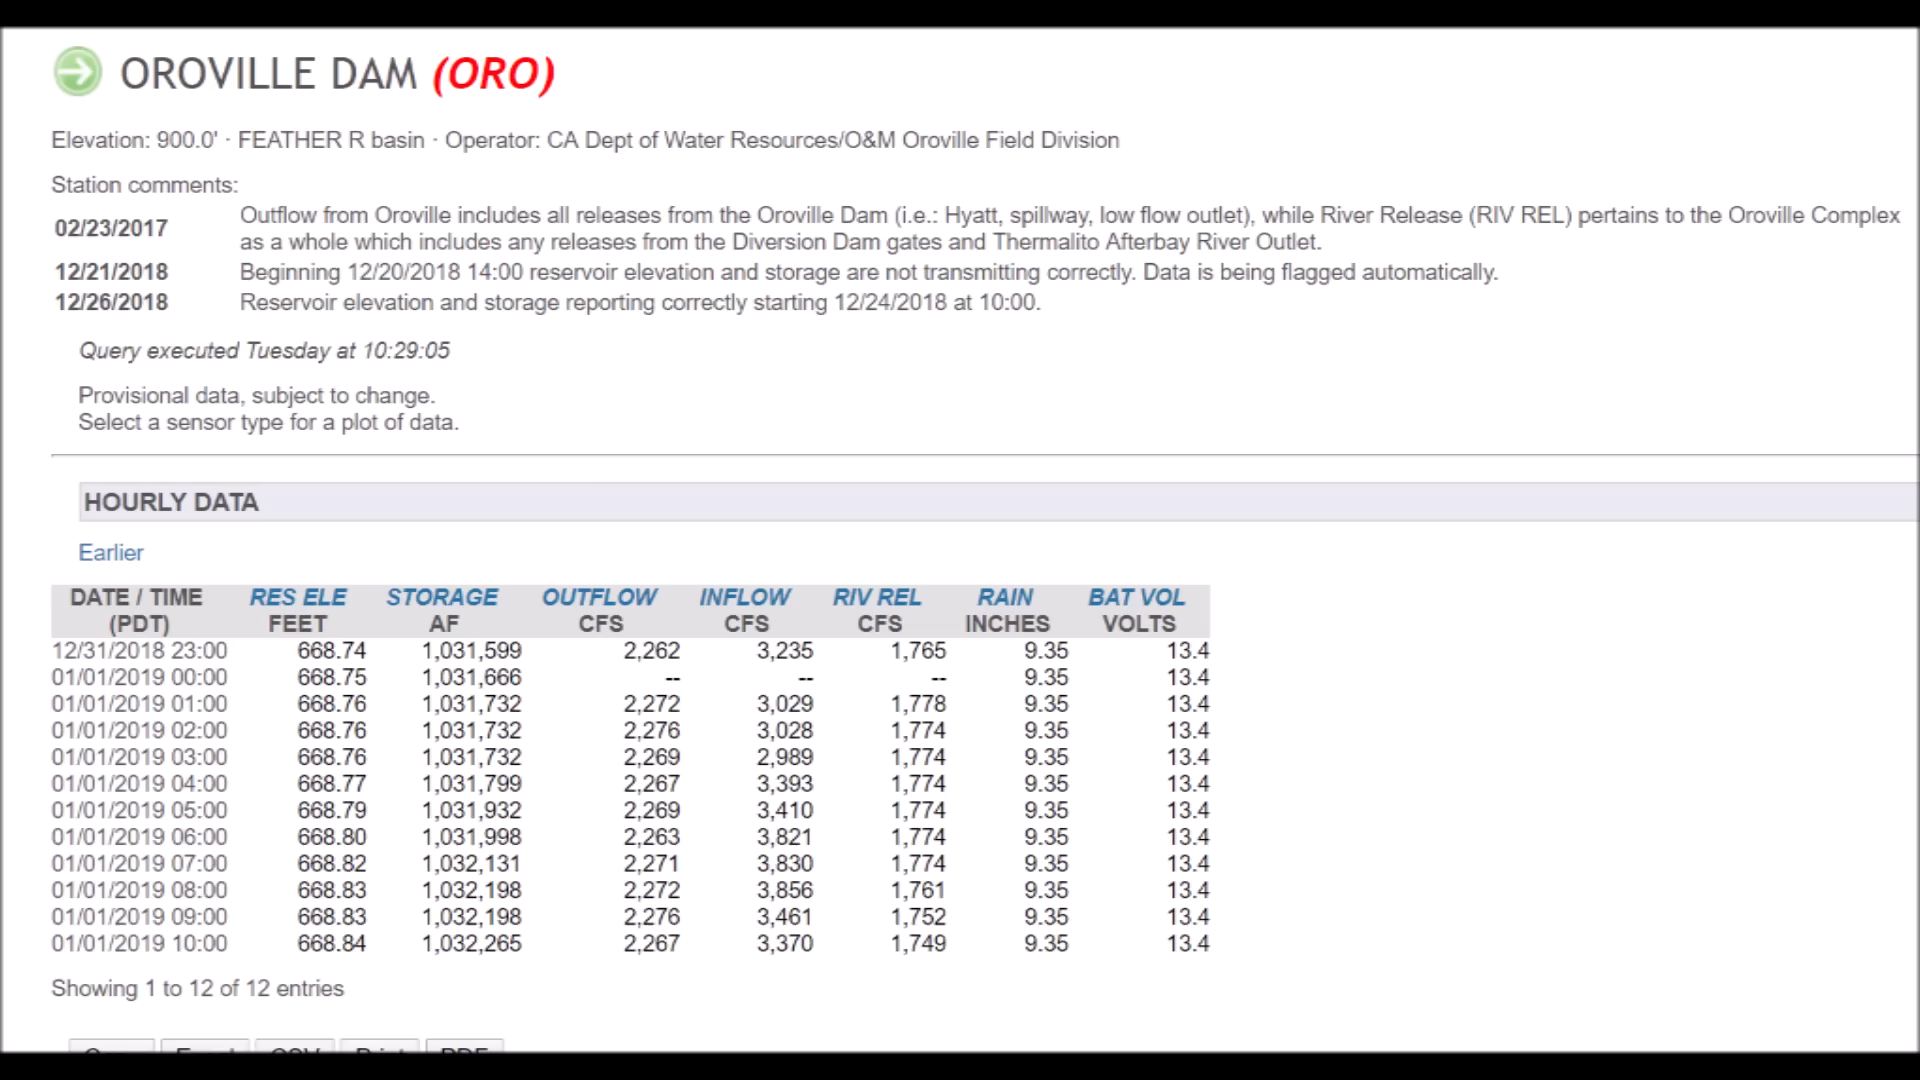 OROVILLE DAM (ORO)
Elevation: 900.0' · FEATHER R basin · Operator: CA Dept of Water Resources/O&M Oroville Field Division
Station comments:
02/23/2017 Outflow from Oroville includes all releases from the Oroville Dam (i.e.: Hyatt, spillway, low flow outlet), while River Release (RIV REL) pertains to the Oroville Complex
as a whole which includes any releases from the Diversion Dam gates and Thermalito Afterbay River Outlet.
12/21/2018 Beginning 12/20/2018 14:00 reservoir elevation and storage are not transmitting correctly. Data is being flagged automatically.
12/26/2018 Reservoir elevation and storage reporting correctly starting 12/24/2018 at 10:00.
Query executed Tuesday at 10:29:05
Provisional data, subject to change.
Select a sensor type for a plot of data.
HOURLY DATA
Earlier
DATE / TIME RES ELE STORAGE OUTFLOW INFLOW RIV REL RAIN BAT VOL
(PDT) FEET AF CFS CFS CFS INCHES VOLTS
12/31/2018 23:00 668.74 1,031,599 2,262 3,235 1,765 9.35 13.4
01/01/2019 00:00 668.75 1,031,666 -- -- -- 9.35 13.4
01/01/2019 01:00 668.76 1,031,732 2,272 3,029 1,778 9.35 13.4
01/01/2019 02:00 668.76 1,031,732 2,276 3,028 1,774 9.35 13.4
01/01/2019 03:00 668.76 1,031,732 2,269 2,989 1,774 9.35 13.4
01/01/2019 04:00 668.77 1,031,799 2,267 3,393 1,774 9.35 13.4
01/01/2019 05:00 668.79 1,031,932 2,269 3,410 1,774 9.35 13.4
01/01/2019 06:00 668.80 1,031,998 2,263 3,821 1,774 9.35 13.4
01/01/2019 07:00 668.82 1,032,131 2,271 3,830 1,774 9.35 13.4
01/01/2019 08:00 668.83 1,032,198 2,272 3,856 1,761 9.35 13.4
01/01/2019 09:00 668.83 1,032,198 2,276 3,461 1,752 9.35 13.4
01/01/2019 10:00 668.84 1,032,265 2,267 3,370 1,749 9.35 13.4
Showing 1 to 12 of 12 entries